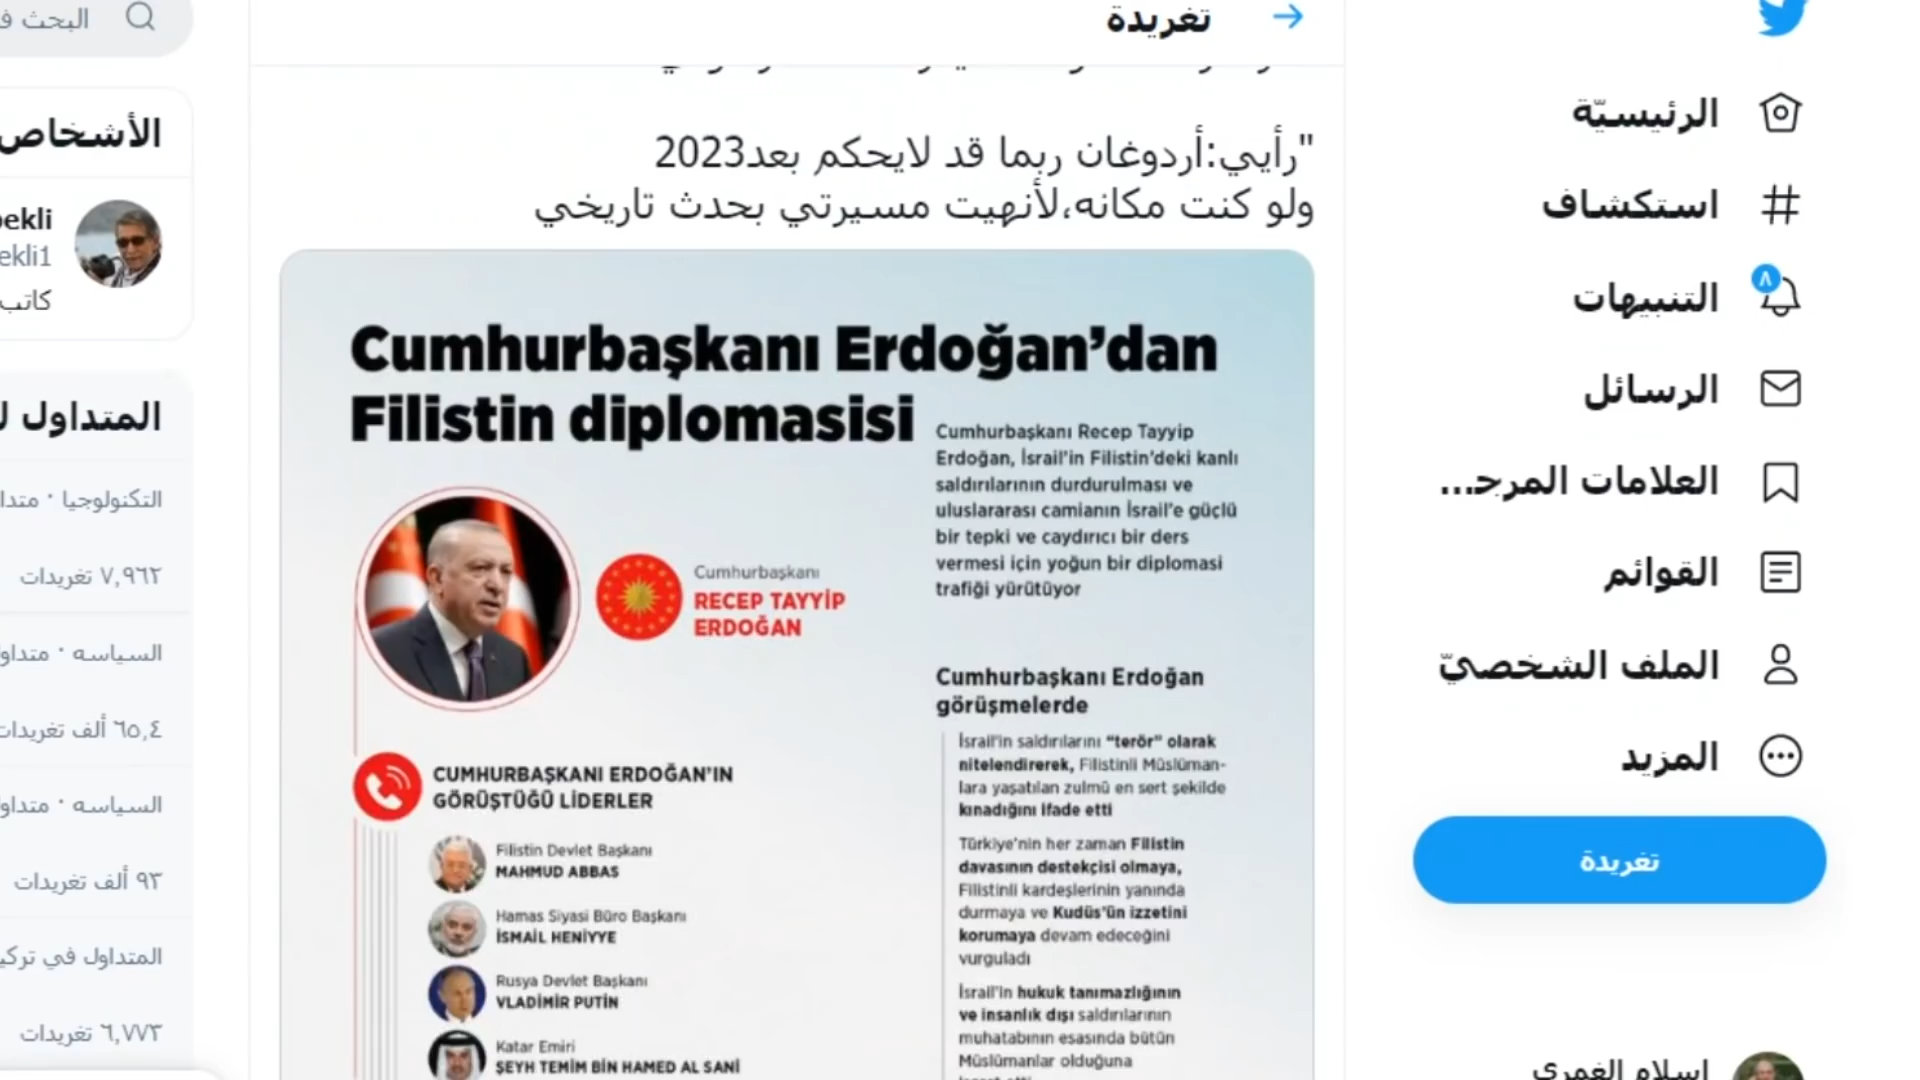 تغريدة
"رأيي:أردوغان ربما قد لايحكم بعد2023
ولو كنت مكانه،لأنهيت مسيرتي بحدث تاريخي
Cumhurbaşkanı Erdoğan’dan
Filistin diplomasisi
Cumhurbaşkanı Recep Tayyip
Erdoğan, İsrail’in Filistin’deki kanlı
saldırılarının durdurulması ve
uluslararası camianın İsrail’e güçlü
bir tepki ve caydırıcı bir ders
vermesi için yoğun bir diplomasi
trafiği yürütüyor
Cumhurbaşkanı
RECEP TAYYİP
ERDOĞAN
CUMHURBAŞKANI ERDOĞAN’IN
GÖRÜŞTÜĞÜ LİDERLER
Filistin Devlet Başkanı
MAHMUD ABBAS
Hamas Siyasi Büro Başkanı
İSMAİL HENİYYE
Rusya Devlet Başkanı
VLADİMİR PUTİN
Katar Emiri
ŞEYH TEMİM BİN HAMED AL SANİ
Cumhurbaşkanı Erdoğan
görüşmelerde
İsrail’in saldırılarını “terör” olarak
nitelendirerek, Filistinli Müslüman-
lara yaşatılan zulmü en sert şekilde
kınadığını ifade etti
Türkiye’nin her zaman Filistin
davasının destekçisi olmaya,
Filistinli kardeşlerinin yanında
durmaya ve Kudüs’ün izzetini
korumaya devam edeceğini
vurguladı
İsrail’in hukuk tanımazlığının
ve insanlık dışı saldırılarının
muhatabının esasında bütün
Müslümanlar olduğuna
الرئيسيّة
استكشاف
٨
التنبيهات
الرسائل
العلامات المرجـ...
القوائم
الملف الشخصيّ
المزيد
تغريدة
اسلام الغمري
البحث
الأشخاص
ekli1
كاتب
المتداول
التكنولوجيا ·
٧,٩٦٢ تغريدات
السياسه ·
٦٥,٤ ألف تغريدات
السياسه ·
٩٣ ألف تغريدات
المتداول في
٦,٧٧٣ تغريدات